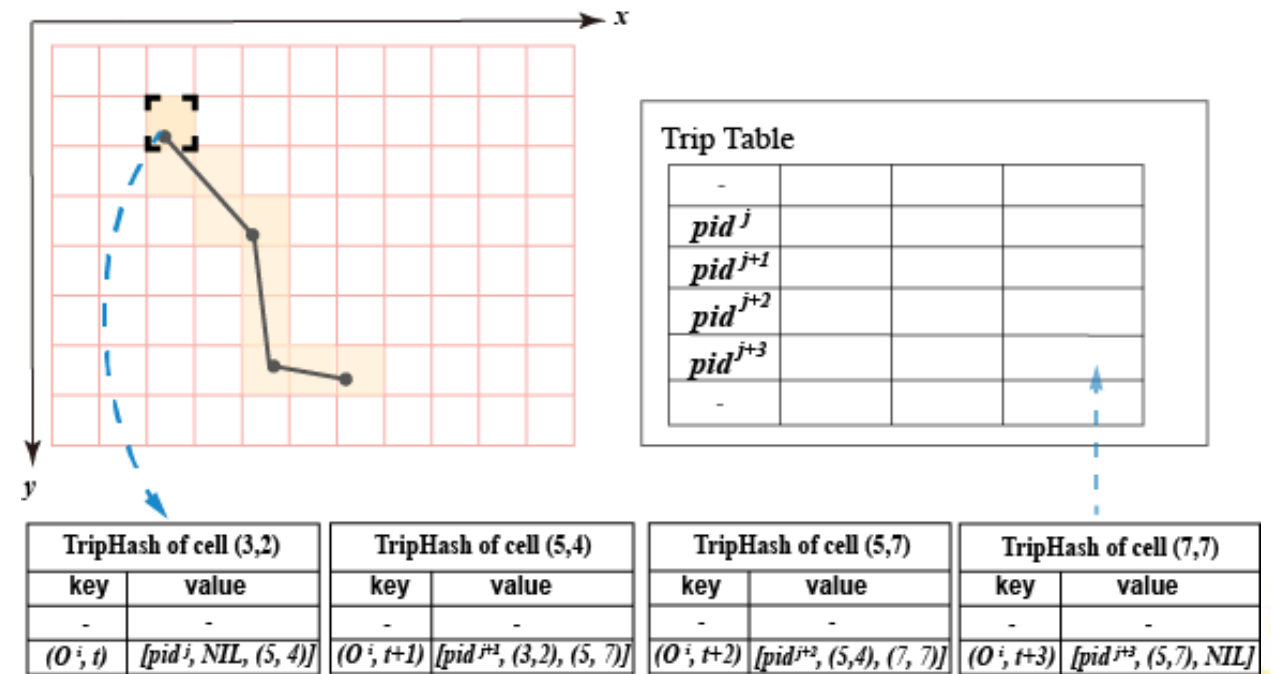 x
Trip Table
-
pid j
pid j+1
pid j+2
pid j+3
-
y
TripHash of cell (3,2)
key value
- -
(O i, t) [pid j, NIL, (5, 4)]
TripHash of cell (5,4)
key value
- -
(O i, t+1) [pid j+1, (3,2), (5, 7)]
TripHash of cell (5,7)
key value
- -
(O i, t+2) [pid j+2, (5,4), (7, 7)]
TripHash of cell (7,7)
key value
- -
(O i, t+3) [pid j+3, (5,7), NIL]